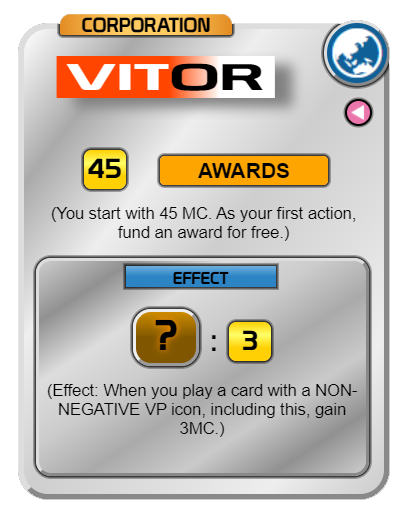 CORPORATION
VITOR
45 AWARDS
(You start with 45 MC. As your first action,
fund an award for free.)
EFFECT
? : 3
(Effect: When you play a card with a NON-
NEGATIVE VP icon, including this, gain
3MC.)